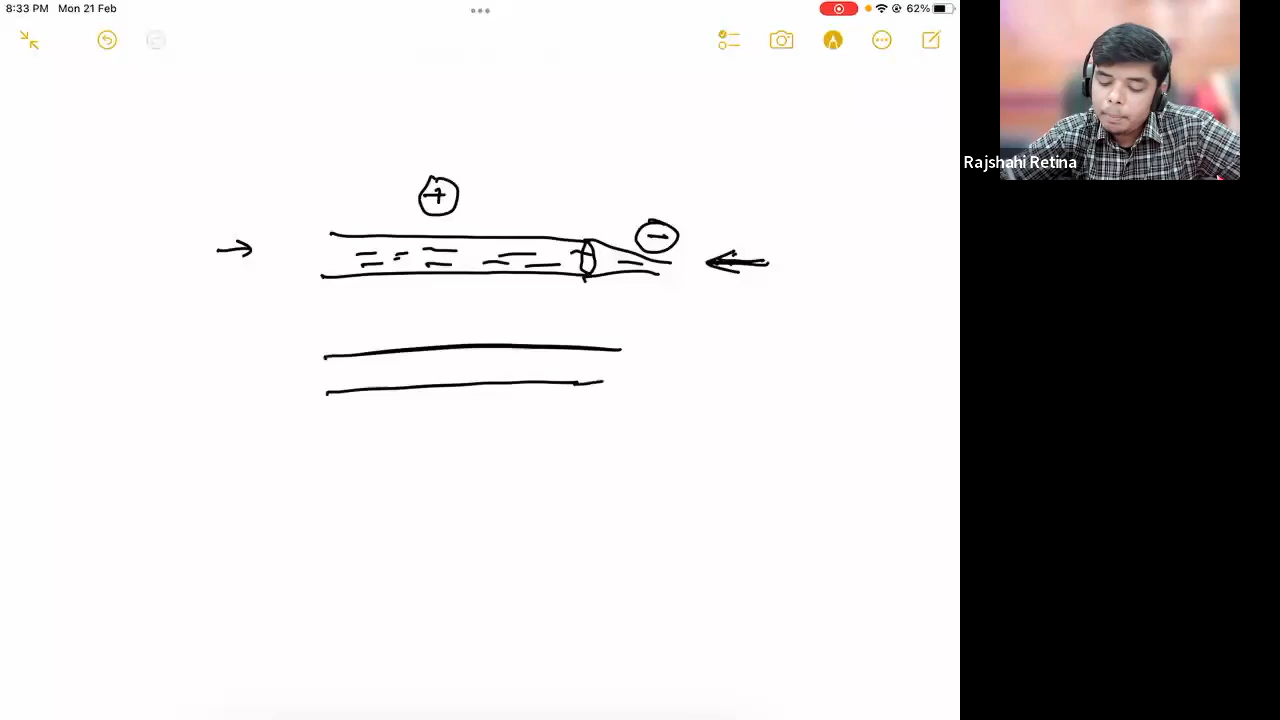 8:33 PM Mon 21 Feb
62%
Rajshahi Retina
+
−